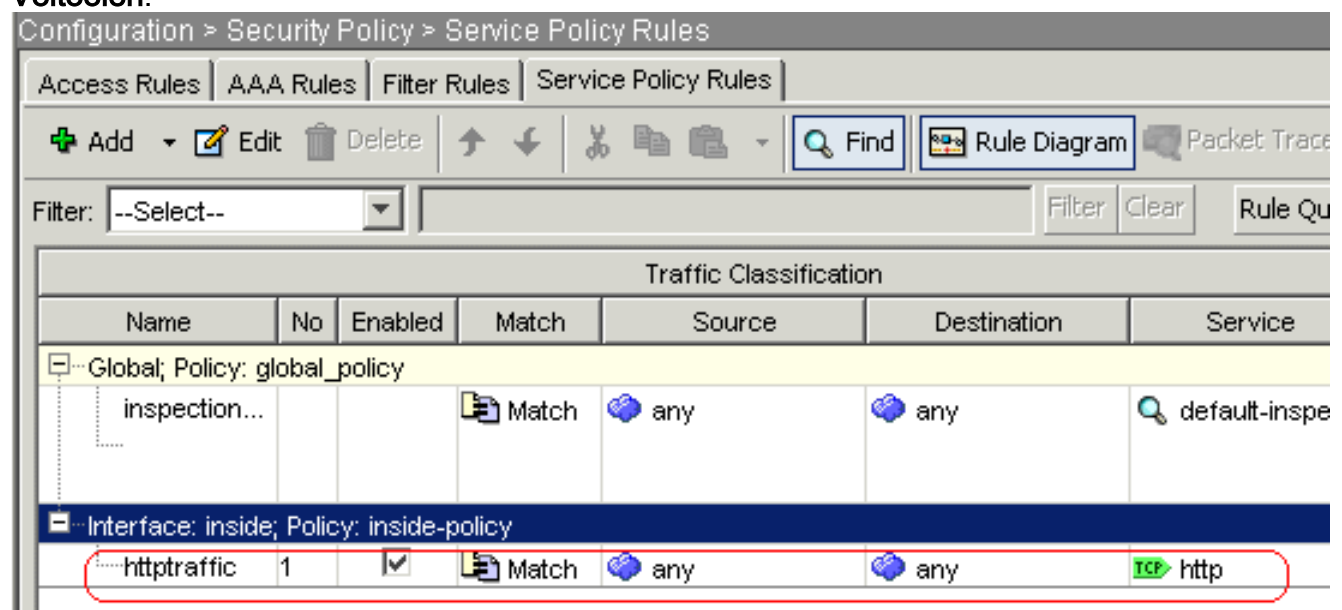 Configuration > Security Policy > Service Policy Rules
Access Rules AAA Rules Filter Rules Service Policy Rules
Add Edit Delete Find Rule Diagram Packet Trace
Filter: --Select-- Filter Clear Rule Qu
Traffic Classification
Name No Enabled Match Source Destination Service
Global; Policy: global_policy
inspection... Match any any default-inspe
Interface: inside; Policy: inside-policy
httptraffic 1 Match any any TCP http